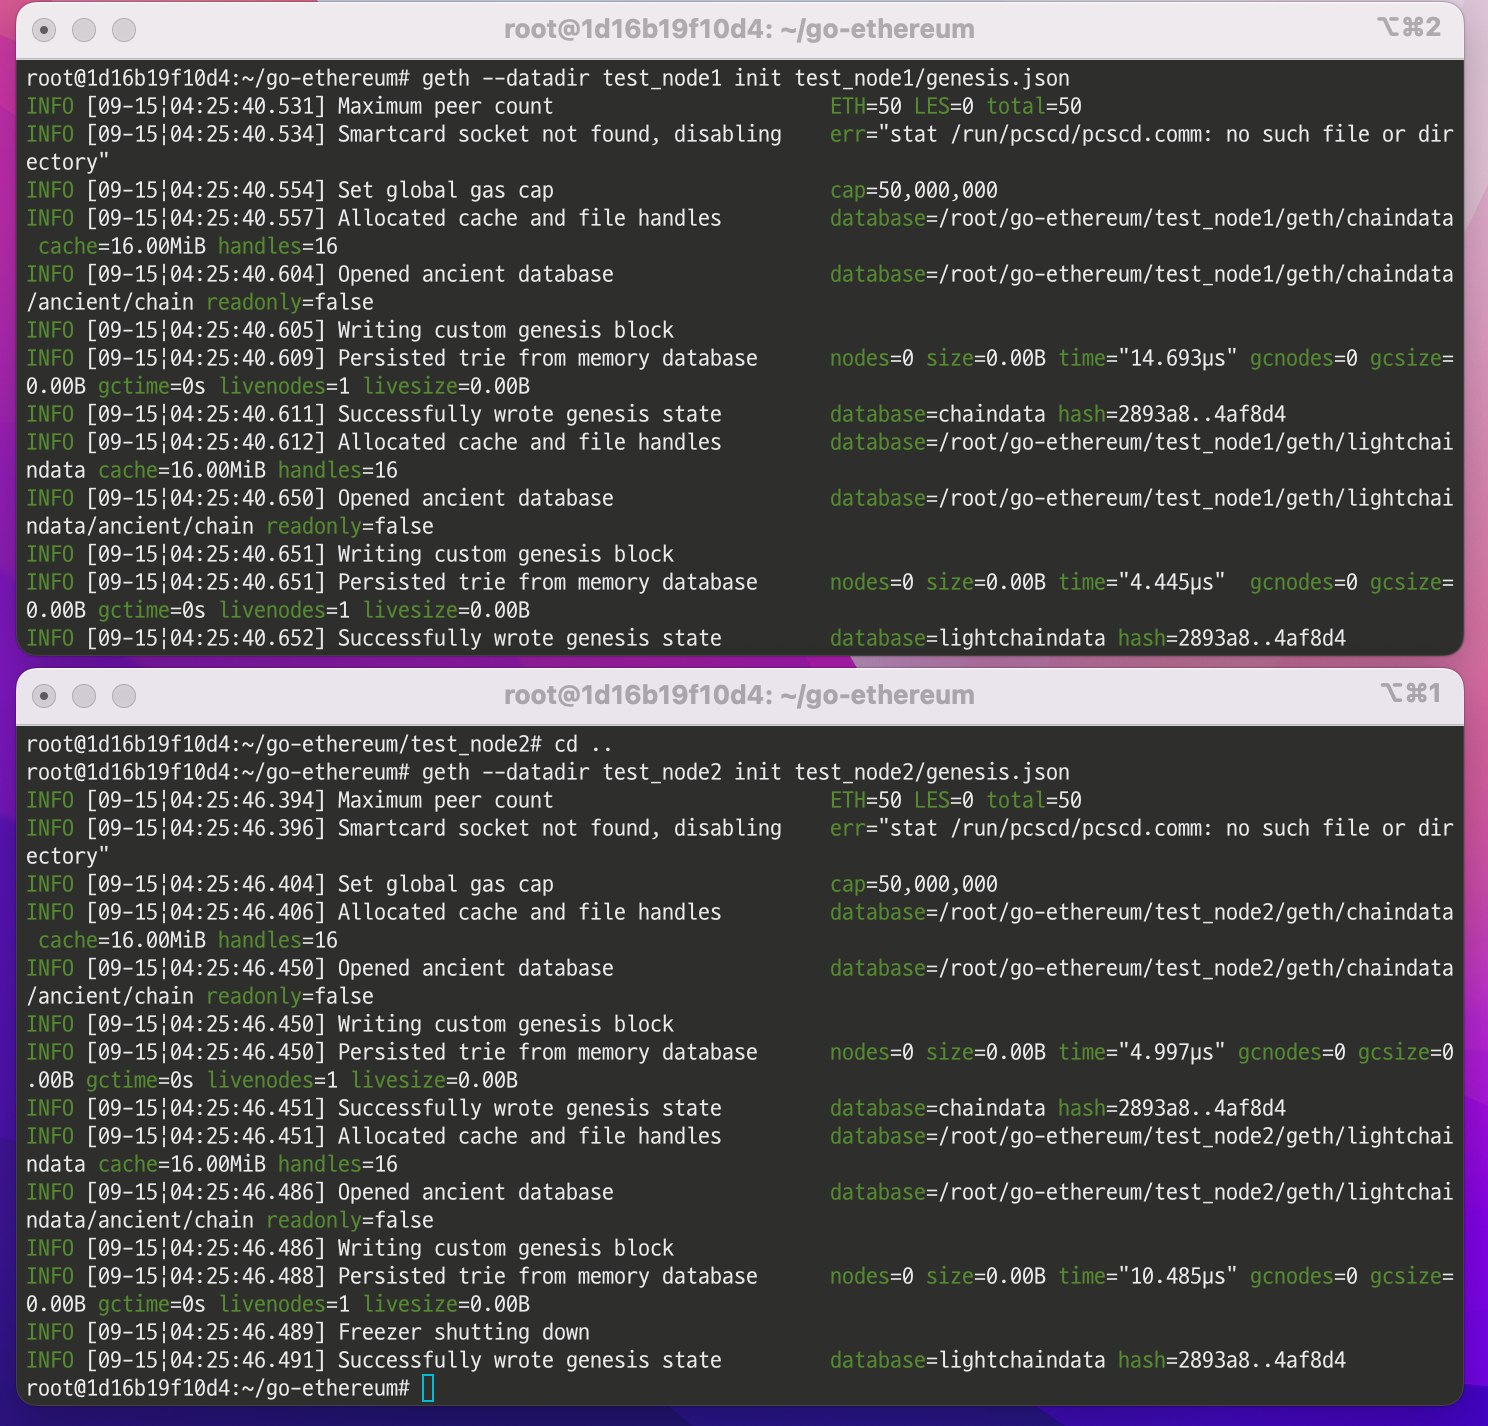 root@1d16b19f10d4: ~/go-ethereum ⌥⌘2
root@1d16b19f10d4:~/go-ethereum# geth --datadir test_node1 init test_node1/genesis.json
INFO [09-15|04:25:40.531] Maximum peer count ETH=50 LES=0 total=50
INFO [09-15|04:25:40.534] Smartcard socket not found, disabling err="stat /run/pcscd/pcscd.comm: no such file or dir
ectory"
INFO [09-15|04:25:40.554] Set global gas cap cap=50,000,000
INFO [09-15|04:25:40.557] Allocated cache and file handles database=/root/go-ethereum/test_node1/geth/chaindata
cache=16.00MiB handles=16
INFO [09-15|04:25:40.604] Opened ancient database database=/root/go-ethereum/test_node1/geth/chaindata
/ancient/chain readonly=false
INFO [09-15|04:25:40.605] Writing custom genesis block
INFO [09-15|04:25:40.609] Persisted trie from memory database nodes=0 size=0.00B time="14.693µs" gcnodes=0 gcsize=
0.00B gctime=0s livenodes=1 livesize=0.00B
INFO [09-15|04:25:40.611] Successfully wrote genesis state database=chaindata hash=2893a8..4af8d4
INFO [09-15|04:25:40.612] Allocated cache and file handles database=/root/go-ethereum/test_node1/geth/lightchai
ndata cache=16.00MiB handles=16
INFO [09-15|04:25:40.650] Opened ancient database database=/root/go-ethereum/test_node1/geth/lightchai
ndata/ancient/chain readonly=false
INFO [09-15|04:25:40.651] Writing custom genesis block
INFO [09-15|04:25:40.651] Persisted trie from memory database nodes=0 size=0.00B time="4.445µs" gcnodes=0 gcsize=
0.00B gctime=0s livenodes=1 livesize=0.00B
INFO [09-15|04:25:40.652] Successfully wrote genesis state database=lightchaindata hash=2893a8..4af8d4
root@1d16b19f10d4: ~/go-ethereum ⌥⌘1
root@1d16b19f10d4:~/go-ethereum/test_node2# cd ..
root@1d16b19f10d4:~/go-ethereum# geth --datadir test_node2 init test_node2/genesis.json
INFO [09-15|04:25:46.394] Maximum peer count ETH=50 LES=0 total=50
INFO [09-15|04:25:46.396] Smartcard socket not found, disabling err="stat /run/pcscd/pcscd.comm: no such file or dir
ectory"
INFO [09-15|04:25:46.404] Set global gas cap cap=50,000,000
INFO [09-15|04:25:46.406] Allocated cache and file handles database=/root/go-ethereum/test_node2/geth/chaindata
cache=16.00MiB handles=16
INFO [09-15|04:25:46.450] Opened ancient database database=/root/go-ethereum/test_node2/geth/chaindata
/ancient/chain readonly=false
INFO [09-15|04:25:46.450] Writing custom genesis block
INFO [09-15|04:25:46.450] Persisted trie from memory database nodes=0 size=0.00B time="4.997µs" gcnodes=0 gcsize=0
.00B gctime=0s livenodes=1 livesize=0.00B
INFO [09-15|04:25:46.451] Successfully wrote genesis state database=chaindata hash=2893a8..4af8d4
INFO [09-15|04:25:46.451] Allocated cache and file handles database=/root/go-ethereum/test_node2/geth/lightchai
ndata cache=16.00MiB handles=16
INFO [09-15|04:25:46.486] Opened ancient database database=/root/go-ethereum/test_node2/geth/lightchai
ndata/ancient/chain readonly=false
INFO [09-15|04:25:46.486] Writing custom genesis block
INFO [09-15|04:25:46.488] Persisted trie from memory database nodes=0 size=0.00B time="10.485µs" gcnodes=0 gcsize=
0.00B gctime=0s livenodes=1 livesize=0.00B
INFO [09-15|04:25:46.489] Freezer shutting down
INFO [09-15|04:25:46.491] Successfully wrote genesis state database=lightchaindata hash=2893a8..4af8d4
root@1d16b19f10d4:~/go-ethereum#